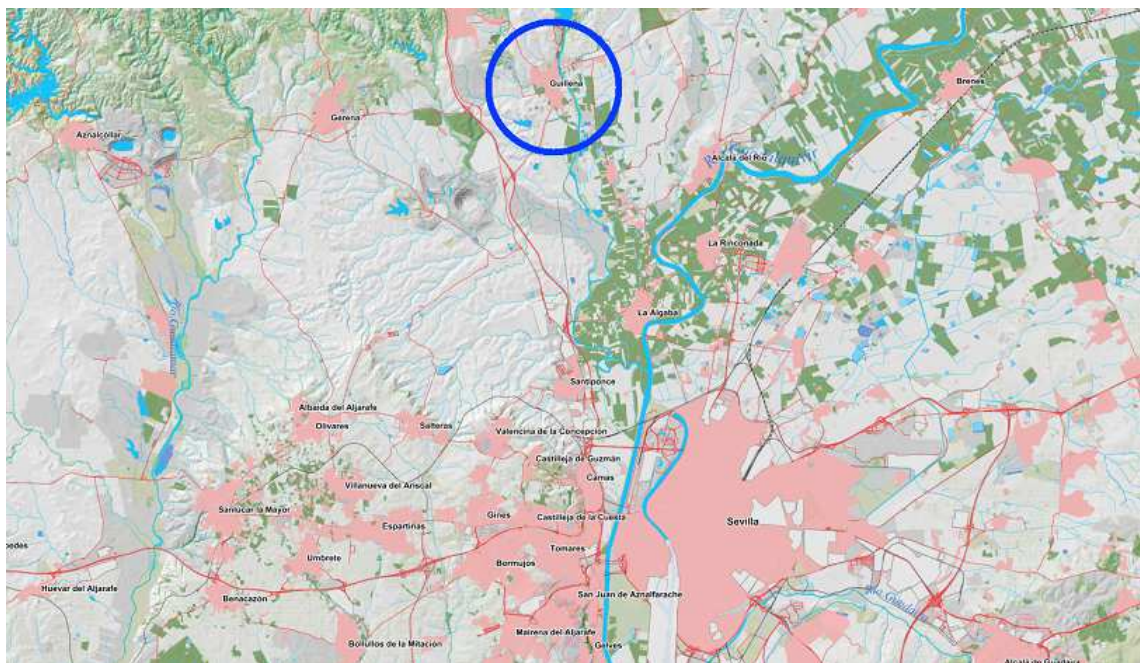 Guillena
Brenes
Gerena
Aznalcóllar
Alcalá del Río
La Rinconada
La Algaba
Santiponce
Albaida del Aljarafe
Olivares
Salteras
Valencina de la Concepción
Castilleja de Guzmán
Camas
Villanueva del Ariscal
Sanlúcar la Mayor
Gines
Castilleja de la Cuesta
Espartinas
Sevilla
Tomares
Umbrete
Bormujos
Huévar del Aljarafe
Benacazón
San Juan de Aznalfarache
Mairena del Aljarafe
Bollullos de la Mitación
Gelves
Alcalá de Guadaíra